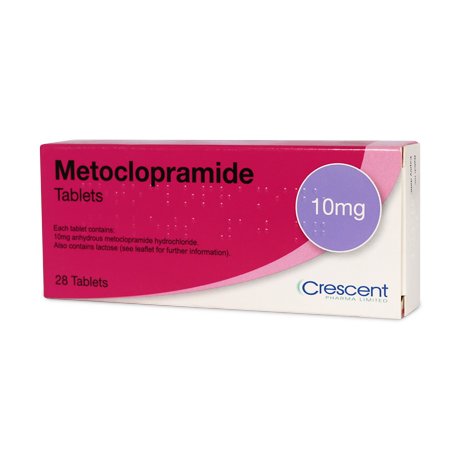 Metoclopramide
Tablets
10mg
Each tablet contains:
10mg anhydrous metoclopramide hydrochloride.
Also contains lactose (see leaflet for further information).
28 Tablets
Crescent
PHARMA LIMITED